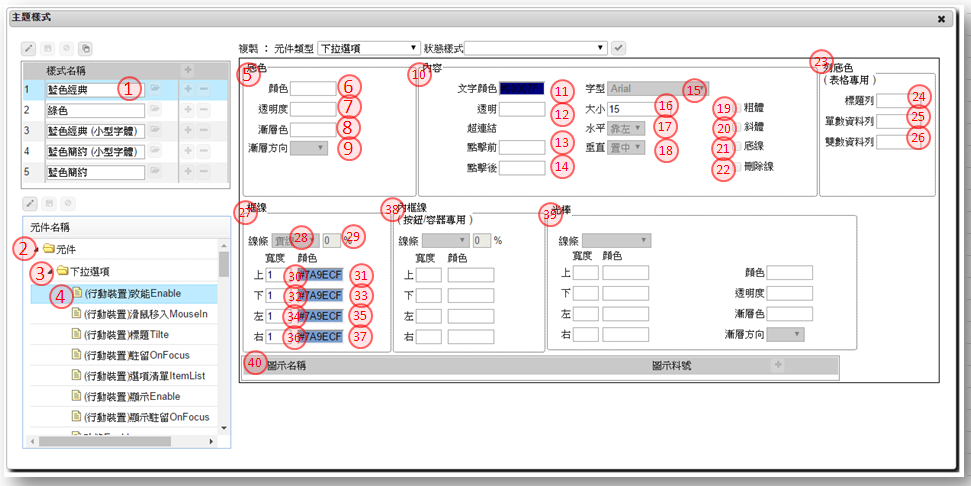 主題樣式
複製 : 元件類型 下拉選項 狀態樣式
樣式名稱
1 藍色經典 1
2 綠色
3 藍色經典 (小型字體)
4 藍色簡約 (小型字體)
5 藍色簡約
5 底色
顏色 6
透明度 7
漸層色 8
漸層方向 9
10 內容
文字顏色 11 字型 Arial 15
透明 12 大小 15 16 19 粗體
超連結 水平 靠左 17 20 斜體
點擊前 13 垂直 置中 18 21 底線
點擊後 14 22 刪除線
23 列底色
(表格專用)
標題列 24
單數資料列 25
雙數資料列 26
元件名稱
2 元件
3 下拉選項
4 (行動裝置)致能Enable
(行動裝置)滑鼠移入MouseIn
(行動裝置)標題Tilte
(行動裝置)駐留OnFocus
(行動裝置)選項清單ItemList
(行動裝置)顯示Enable
(行動裝置)顯示駐留OnFocus
27 框線
線條 實線 28 0 % 29
寬度 顏色
上 1 30 #7A9ECF 31
下 1 32 #7A9ECF 33
左 1 34 #7A9ECF 35
右 1 36 #7A9ECF 37
38 內框線
(按鈕/容器專用)
線條 0 %
寬度 顏色
上
下
左
右
39 光棒
線條
寬度 顏色
上 顏色
下 透明度
左 漸層色
右 漸層方向
40 圖示名稱 圖示料號